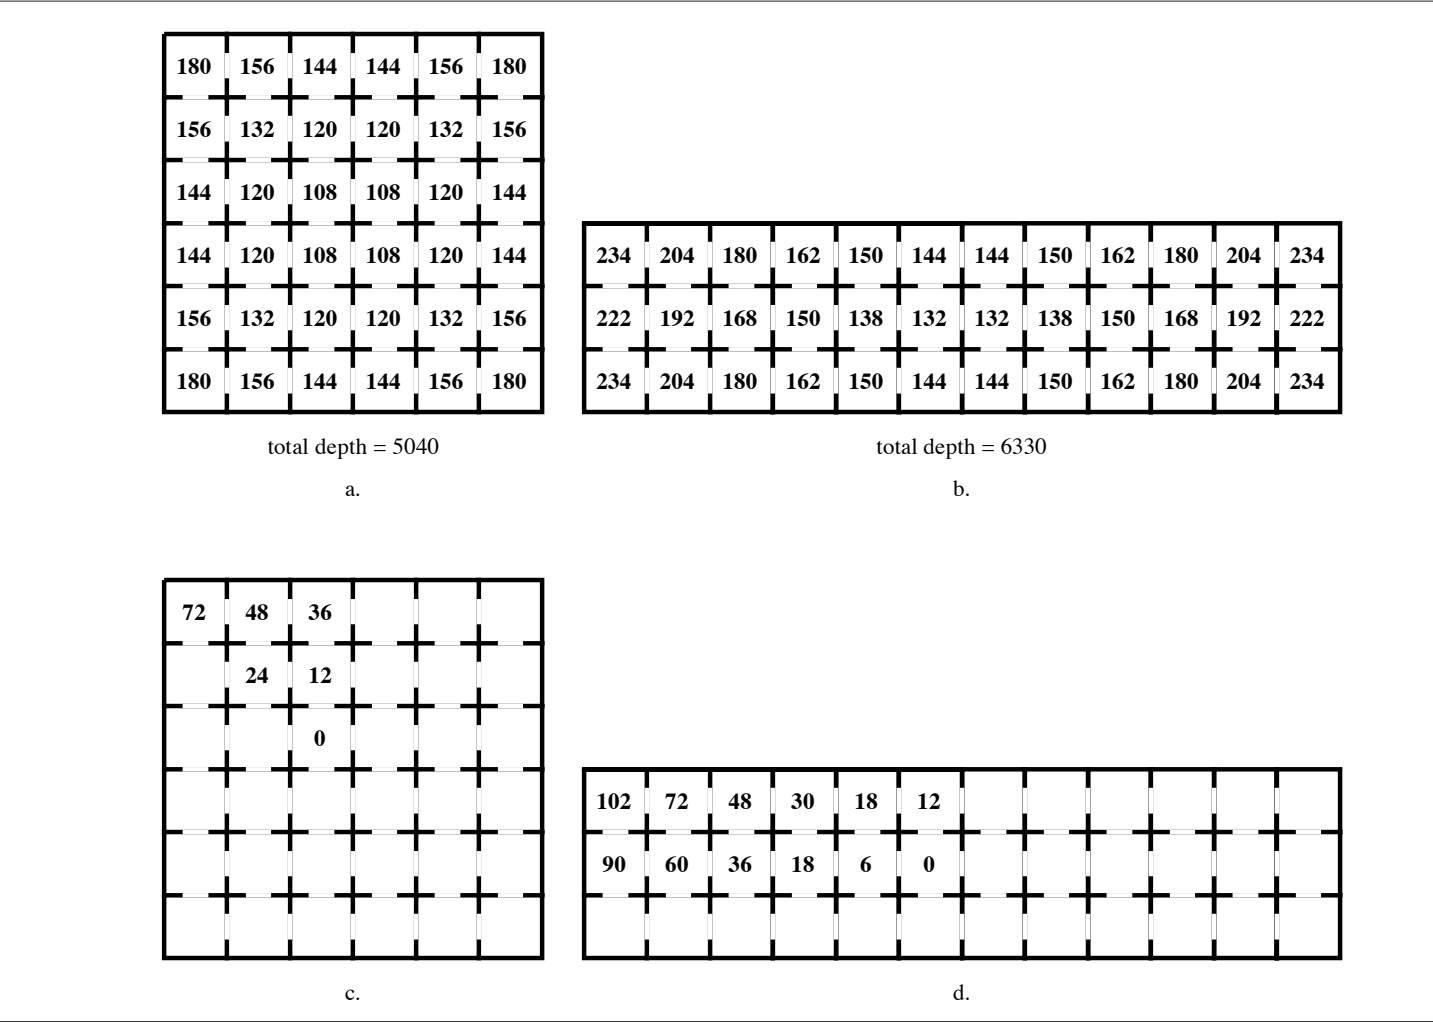 180 156 144 144 156 180
156 132 120 120 132 156
144 120 108 108 120 144
144 120 108 108 120 144
156 132 120 120 132 156
180 156 144 144 156 180
total depth = 5040
a.
234 204 180 162 150 144 144 150 162 180 204 234
222 192 168 150 138 132 132 138 150 168 192 222
234 204 180 162 150 144 144 150 162 180 204 234
total depth = 6330
b.
72 48 36
24 12
0
c.
102 72 48 30 18 12
90 60 36 18 6 0
d.